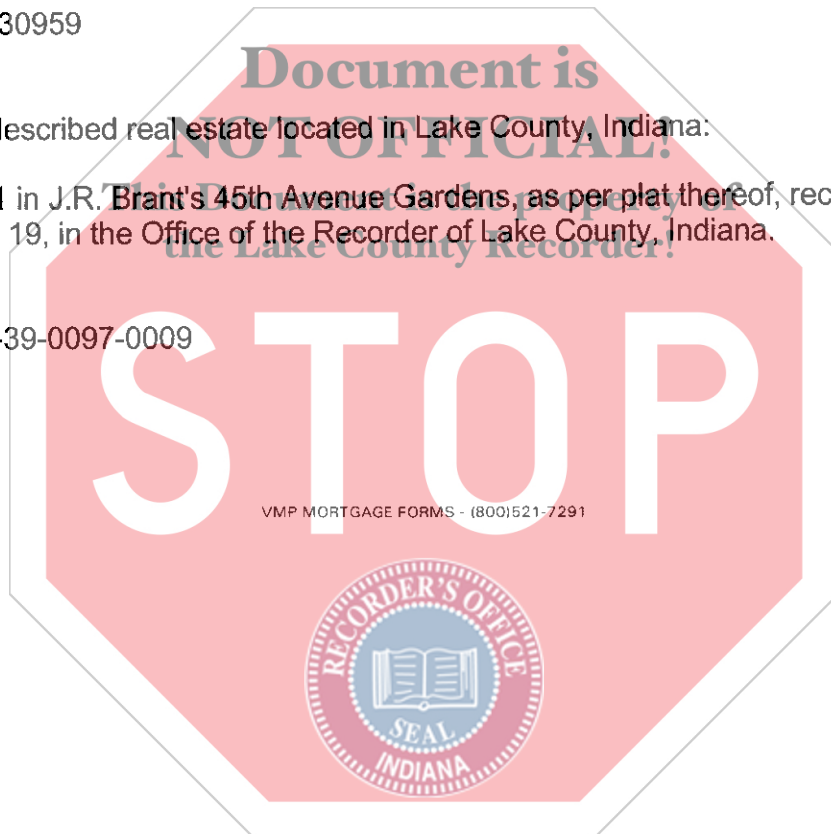 30959
Document is
described real estate located in Lake County, Indiana:
NOT OFFICIAL!
in J.R. Brant's 45th Avenue Gardens, as per plat thereof, rec
This Document is the property of
19, in the Office of the Recorder of Lake County, Indiana.
the Lake County Recorder!
-39-0097-0009
STOP
VMP MORTGAGE FORMS - (800)521-7291
RECORDER'S OFFICE
SEAL
INDIANA